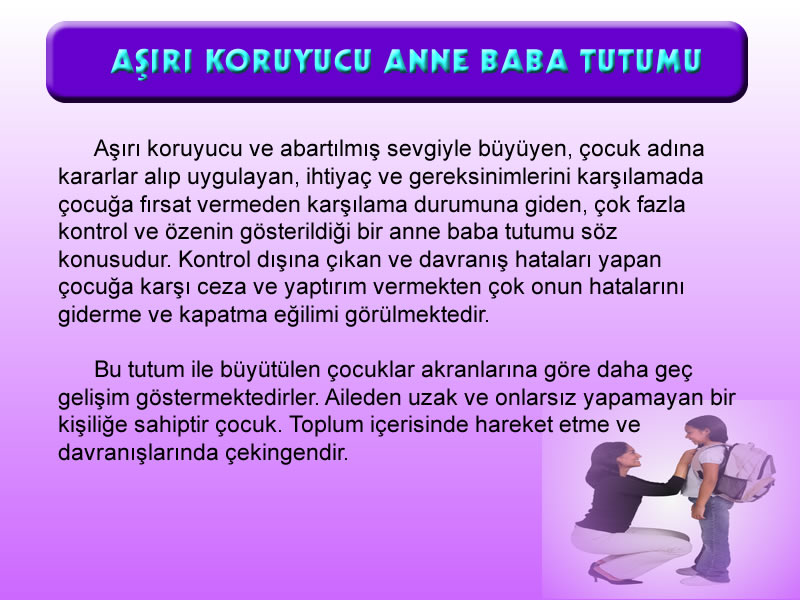 AŞIRI KORUYUCU ANNE BABA TUTUMU
Aşırı koruyucu ve abartılmış sevgiyle büyüyen, çocuk adına
kararlar alıp uygulayan, ihtiyaç ve gereksinimlerini karşılamada
çocuğa fırsat vermeden karşılama durumuna giden, çok fazla
kontrol ve özenin gösterildiği bir anne baba tutumu söz
konusudur. Kontrol dışına çıkan ve davranış hataları yapan
çocuğa karşı ceza ve yaptırım vermekten çok onun hatalarını
giderme ve kapatma eğilimi görülmektedir.
Bu tutum ile büyütülen çocuklar akranlarına göre daha geç
gelişim göstermektedirler. Aileden uzak ve onlarsız yapamayan bir
kişiliğe sahiptir çocuk. Toplum içerisinde hareket etme ve
davranışlarında çekingendir.